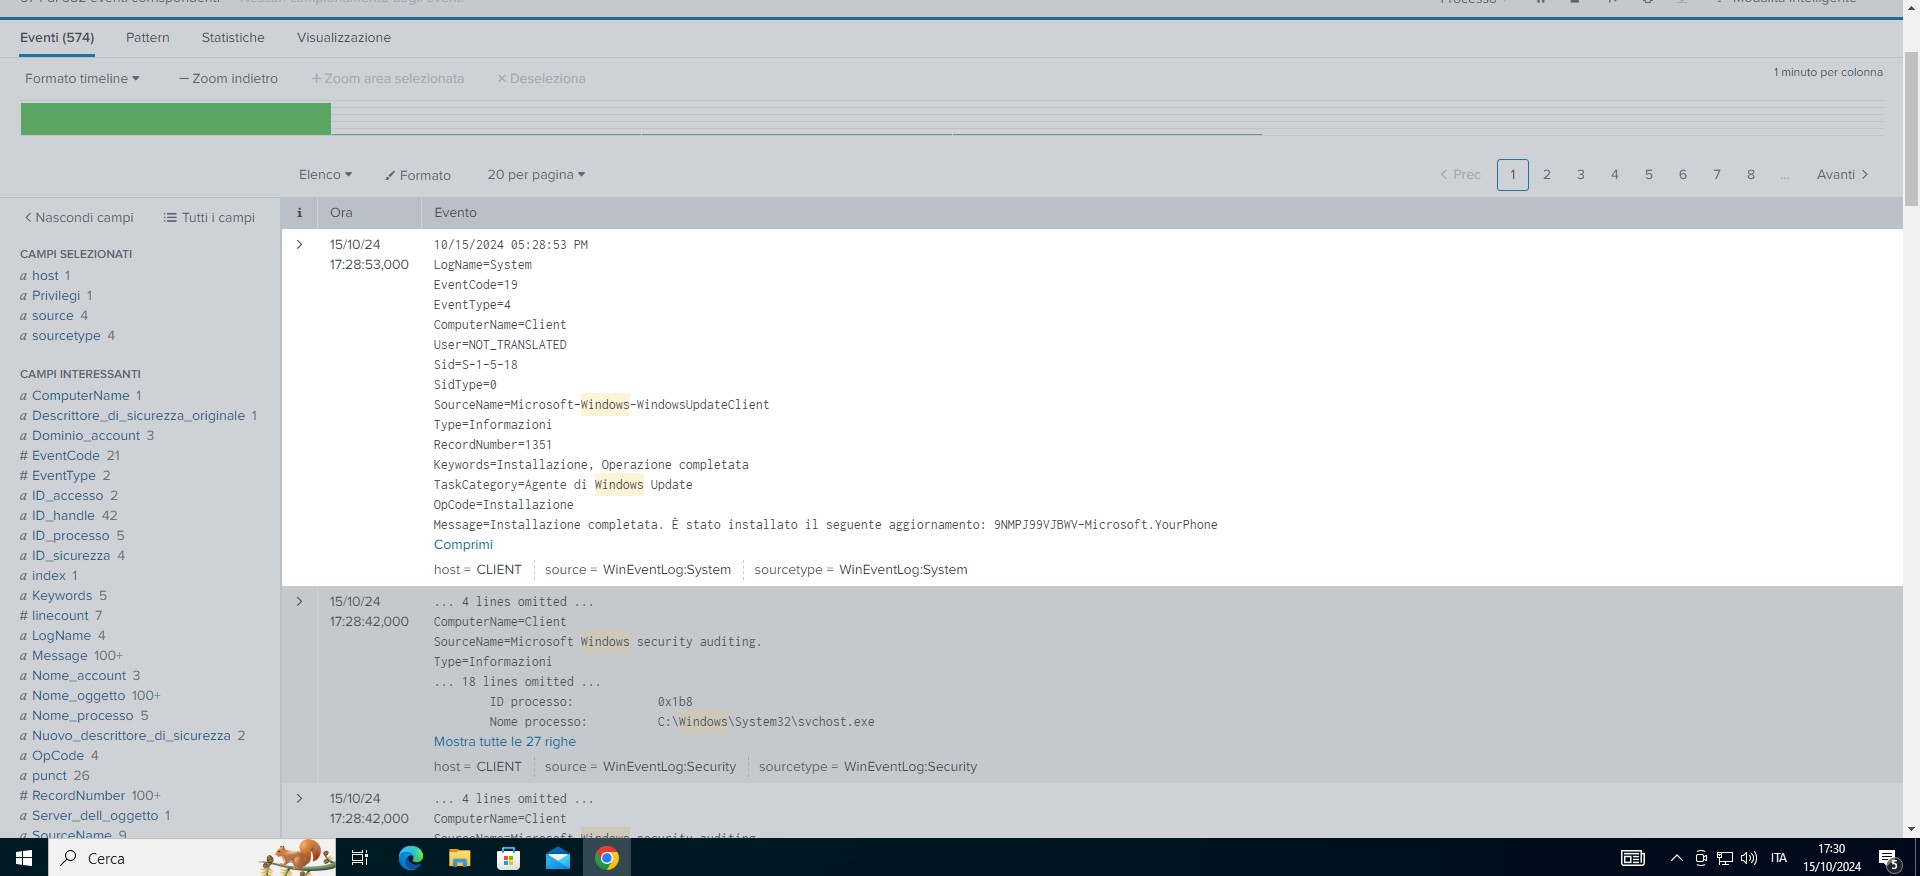 Eventi (574)
Pattern
Statistiche
Visualizzazione
Formato timeline
Zoom indietro
+ Zoom area selezionata
× Deseleziona
1 minuto per colonna
Elenco
Formato
20 per pagina
< Prec
1
2
3
4
5
6
7
8
...
Avanti >
< Nascondi campi
Tutti i campi
i
Ora
Evento
CAMPI SELEZIONATI
a host 1
a Privilegi 1
a source 4
a sourcetype 4
CAMPI INTERESSANTI
a ComputerName 1
a Descrittore_di_sicurezza_originale 1
a Dominio_account 3
# EventCode 21
# EventType 2
a ID_accesso 2
a ID_handle 42
a ID_processo 5
a ID_sicurezza 4
a index 1
a Keywords 5
# linecount 7
a LogName 4
a Message 100+
a Nome_account 3
a Nome_oggetto 100+
a Nome_processo 5
a Nuovo_descrittore_di_sicurezza 2
a OpCode 4
a punct 26
# RecordNumber 100+
a Server_dell_oggetto 1
a SourceName 9
15/10/24
17:28:53,000
10/15/2024 05:28:53 PM
LogName=System
EventCode=19
EventType=4
ComputerName=Client
User=NOT_TRANSLATED
Sid=S-1-5-18
SidType=0
SourceName=Microsoft-Windows-WindowsUpdateClient
Type=Informazioni
RecordNumber=1351
Keywords=Installazione, Operazione completata
TaskCategory=Agente di Windows Update
OpCode=Installazione
Message=Installazione completata. È stato installato il seguente aggiornamento: 9NMPJ99VJBWV-Microsoft.YourPhone
Comprimi
host = CLIENT
source = WinEventLog:System
sourcetype = WinEventLog:System
15/10/24
17:28:42,000
... 4 lines omitted ...
ComputerName=Client
SourceName=Microsoft Windows security auditing.
Type=Informazioni
... 18 lines omitted ...
ID processo: 0x1b8
Nome processo: C:\Windows\System32\svchost.exe
Mostra tutte le 27 righe
host = CLIENT
source = WinEventLog:Security
sourcetype = WinEventLog:Security
15/10/24
17:28:42,000
... 4 lines omitted ...
ComputerName=Client
SourceName=Microsoft Windows security auditing.
Cerca
ITA
17:30
15/10/2024
5